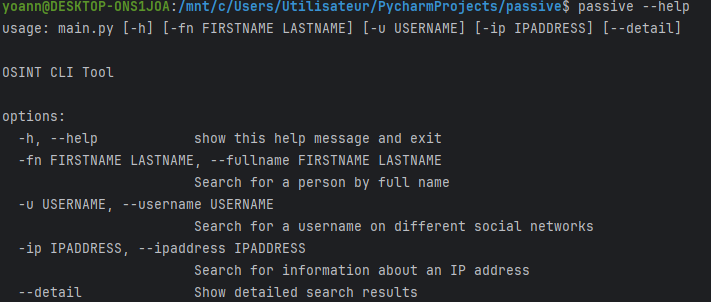 yoann@DESKTOP-ONS1JOA:/mnt/c/Users/Utilisateur/PycharmProjects/passive$ passive --help
usage: main.py [-h] [-fn FIRSTNAME LASTNAME] [-u USERNAME] [-ip IPADDRESS] [--detail]
OSINT CLI Tool
options:
-h, --help show this help message and exit
-fn FIRSTNAME LASTNAME, --fullname FIRSTNAME LASTNAME
Search for a person by full name
-u USERNAME, --username USERNAME
Search for a username on different social networks
-ip IPADDRESS, --ipaddress IPADDRESS
Search for information about an IP address
--detail Show detailed search results